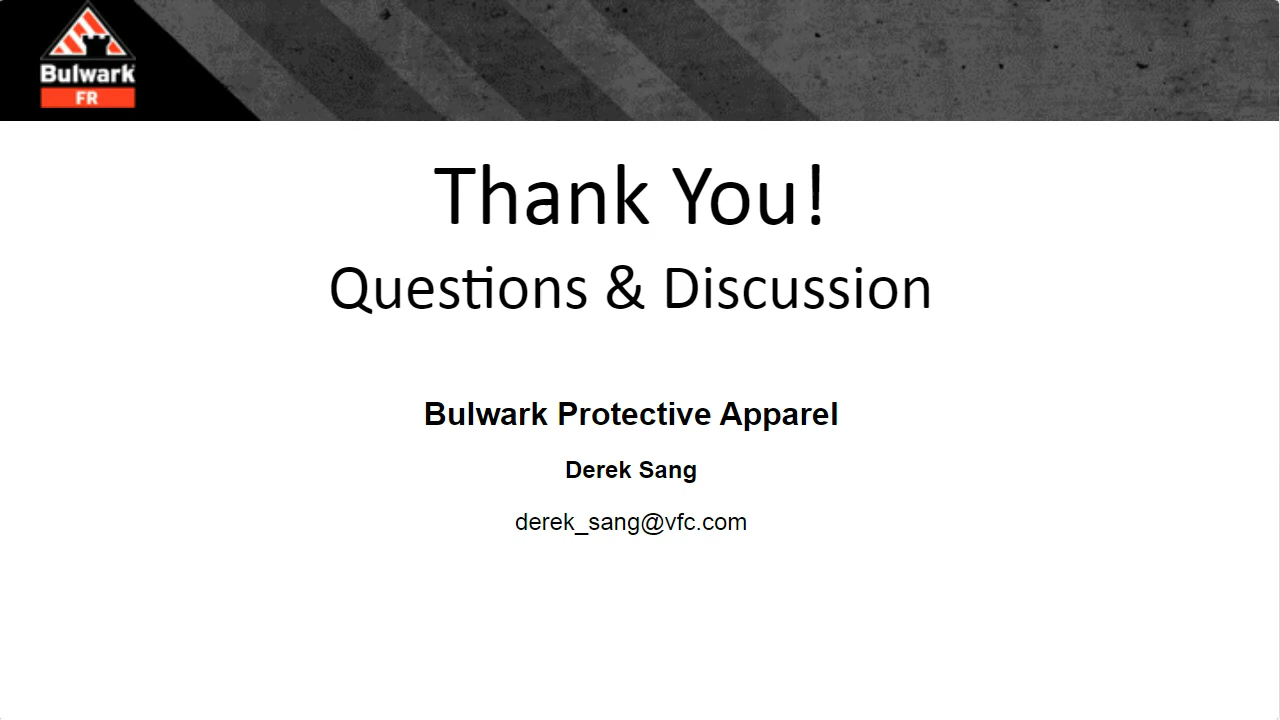 Bulwark
FR
Thank You!
Questions & Discussion
Bulwark Protective Apparel
Derek Sang
derek_sang@vfc.com